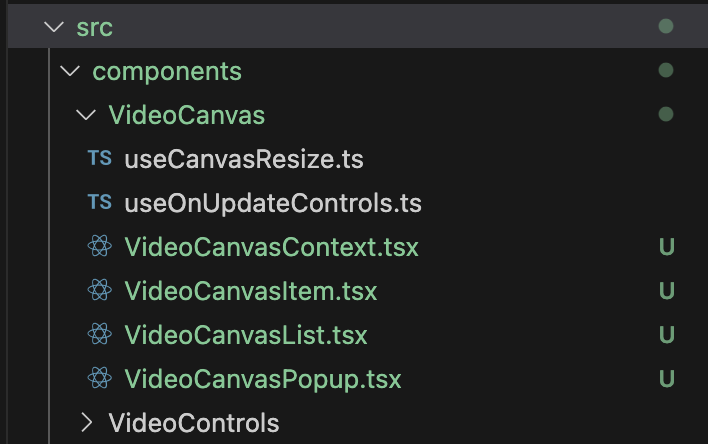 src
components
VideoCanvas
TS useCanvasResize.ts
TS useOnUpdateControls.ts
VideoCanvasContext.tsx U
VideoCanvasItem.tsx U
VideoCanvasList.tsx U
VideoCanvasPopup.tsx U
VideoControls